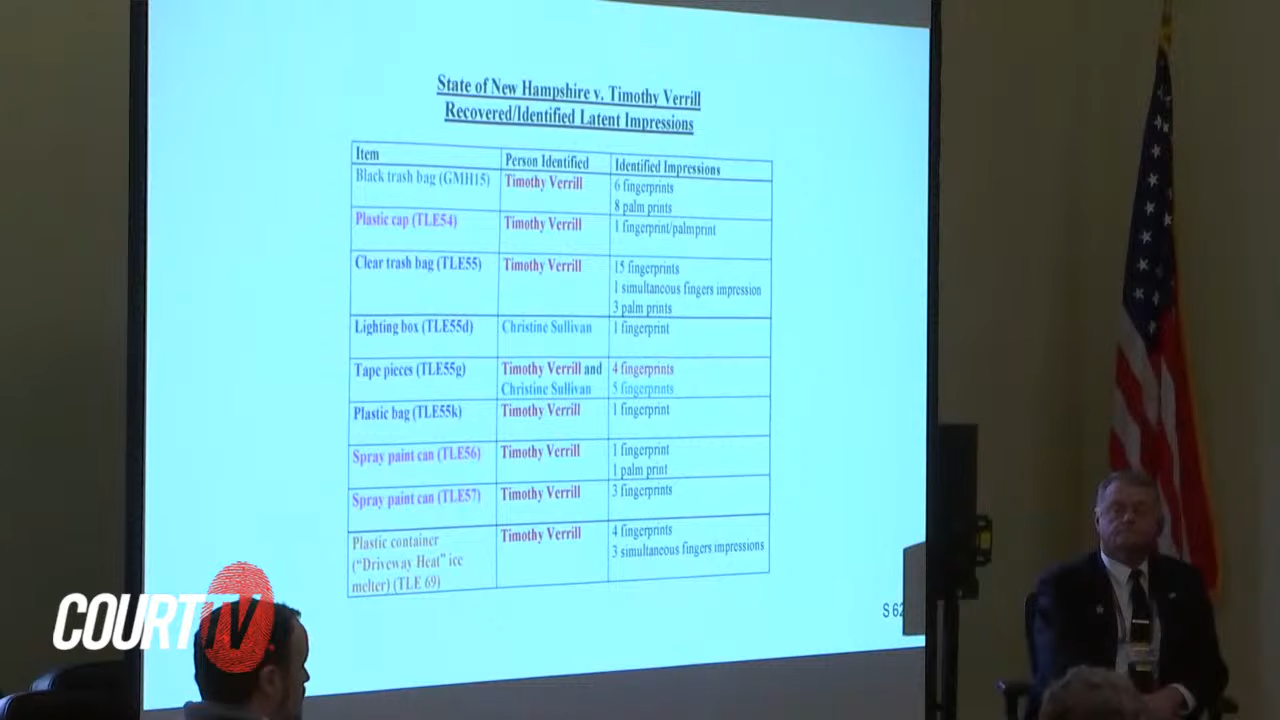 State of New Hampshire v. Timothy Verrill
Recovered/Identified Latent Impressions
Item Person Identified Identified Impressions
Black trash bag (GMH15) Timothy Verrill 6 fingerprints
8 palm prints
Plastic cap (TLE54) Timothy Verrill 1 fingerprint/palmprint
Clear trash bag (TLE55) Timothy Verrill 15 fingerprints
1 simultaneous fingers impression
3 palm prints
Lighting box (TLE55d) Christine Sullivan 1 fingerprint
Tape pieces (TLE55g) Timothy Verrill and 4 fingerprints
Christine Sullivan 5 fingerprints
Plastic bag (TLE55k) Timothy Verrill 1 fingerprint
Spray paint can (TLE56) Timothy Verrill 1 fingerprint
1 palm print
Spray paint can (TLE57) Timothy Verrill 3 fingerprints
Plastic container Timothy Verrill 4 fingerprints
("Driveway Heat" ice 3 simultaneous fingers impressions
melter) (TLE 69)
S 62
COURT TV